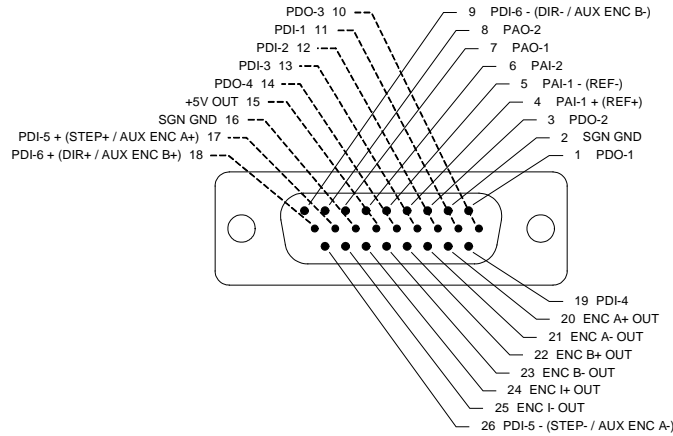 PDO-3 10
PDI-1 11
PDI-2 12
PDI-3 13
PDO-4 14
+5V OUT 15
SGN GND 16
PDI-5 + (STEP+ / AUX ENC A+) 17
PDI-6 + (DIR+ / AUX ENC B+) 18
9 PDI-6 - (DIR- / AUX ENC B-)
8 PAO-2
7 PAO-1
6 PAI-2
5 PAI-1 - (REF-)
4 PAI-1 + (REF+)
3 PDO-2
2 SGN GND
1 PDO-1
19 PDI-4
20 ENC A+ OUT
21 ENC A- OUT
22 ENC B+ OUT
23 ENC B- OUT
24 ENC I+ OUT
25 ENC I- OUT
26 PDI-5 - (STEP- / AUX ENC A-)